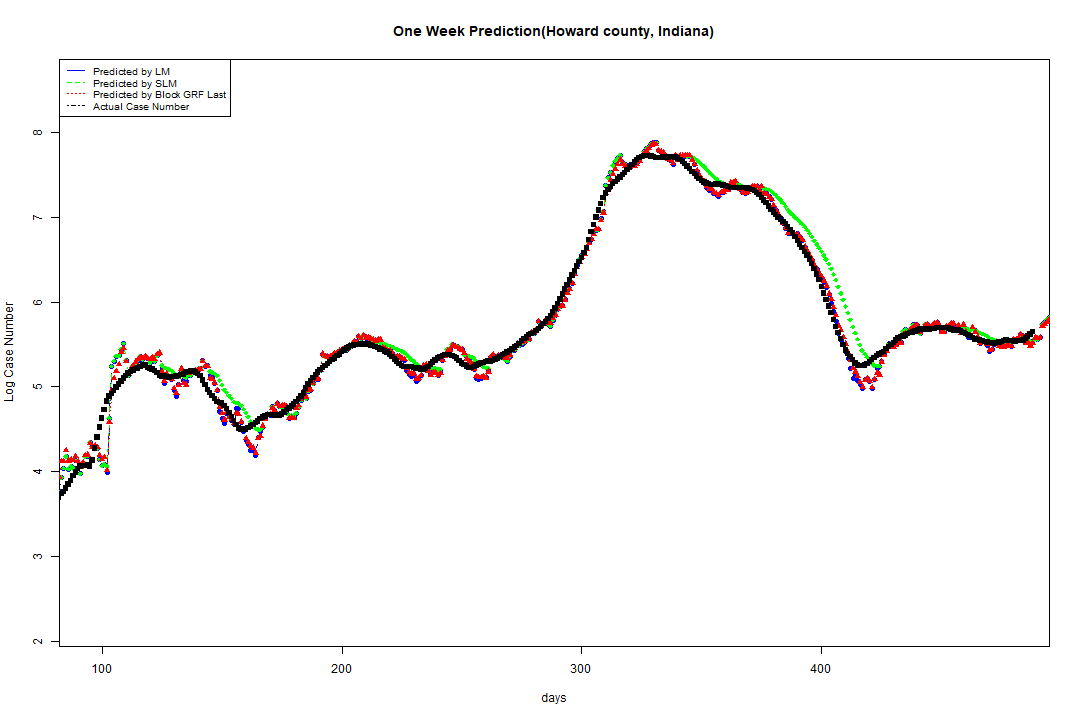 One Week Prediction(Howard county, Indiana)
Predicted by LM
Predicted by SLM
Predicted by Block GRF Last
Actual Case Number
8
7
6
5
4
3
2
Log Case Number
100
200
300
400
days